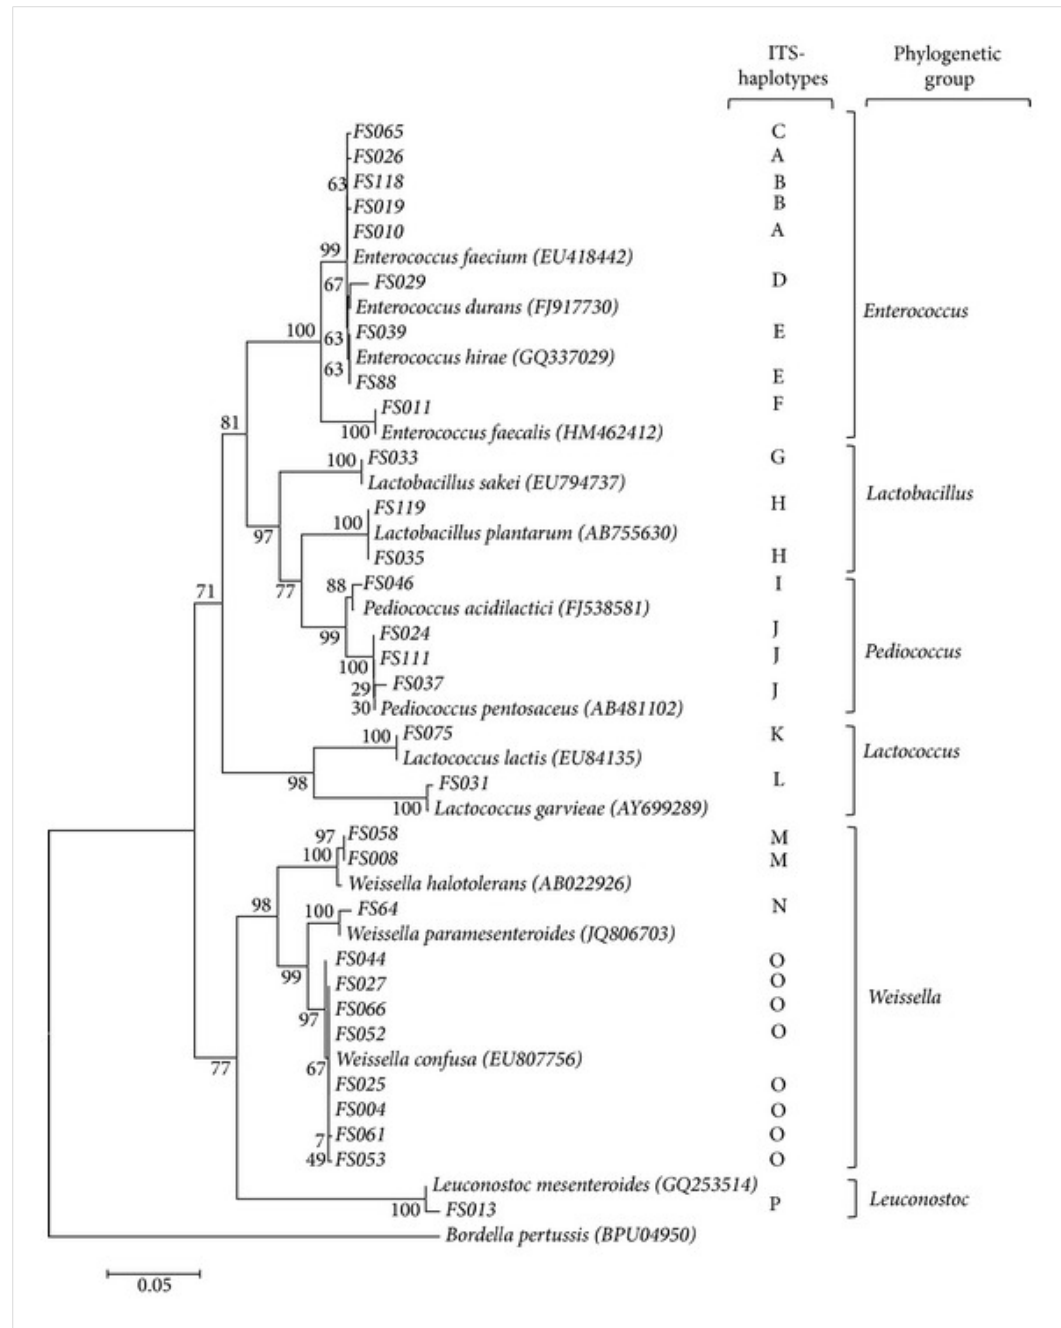 ITS-
haplotypes
Phylogenetic
group
FS065 C
FS026 A
63 FS118 B
FS019 B
FS010 A
99
Enterococcus faecium (EU418442)
67 FS029 D
Enterococcus durans (FJ917730)
Enterococcus
100 63 FS039 E
Enterococcus hirae (GQ337029)
63
FS88 E
FS011 F
81
100 Enterococcus faecalis (HM462412)
100 FS033 G
Lactobacillus sakei (EU794737)
Lactobacillus
FS119 H
100
97 Lactobacillus plantarum (AB755630)
FS035 H
71 77 88 FS046 I
Pediococcus acidilactici (FJ538581)
99 FS024 J
100 FS111 J
Pediococcus
29 FS037 J
30 Pediococcus pentosaceus (AB481102)
100 FS075 K
Lactococcus lactis (EU84135)
Lactococcus
98 FS031 L
100 Lactococcus garvieae (AY699289)
97 FS058 M
100 FS008 M
Weissella halotolerans (AB022926)
98 100 FS64 N
Weissella paramesenteroides (JQ806703)
FS044 O
99
FS027 O
Weissella
FS066 O
97
FS052 O
Weissella confusa (EU807756)
77 67
FS025 O
FS004 O
7 FS061 O
49 FS053 O
Leuconostoc mesenteroides (GQ253514)
Leuconostoc
100 FS013 P
Bordella pertussis (BPU04950)
0.05